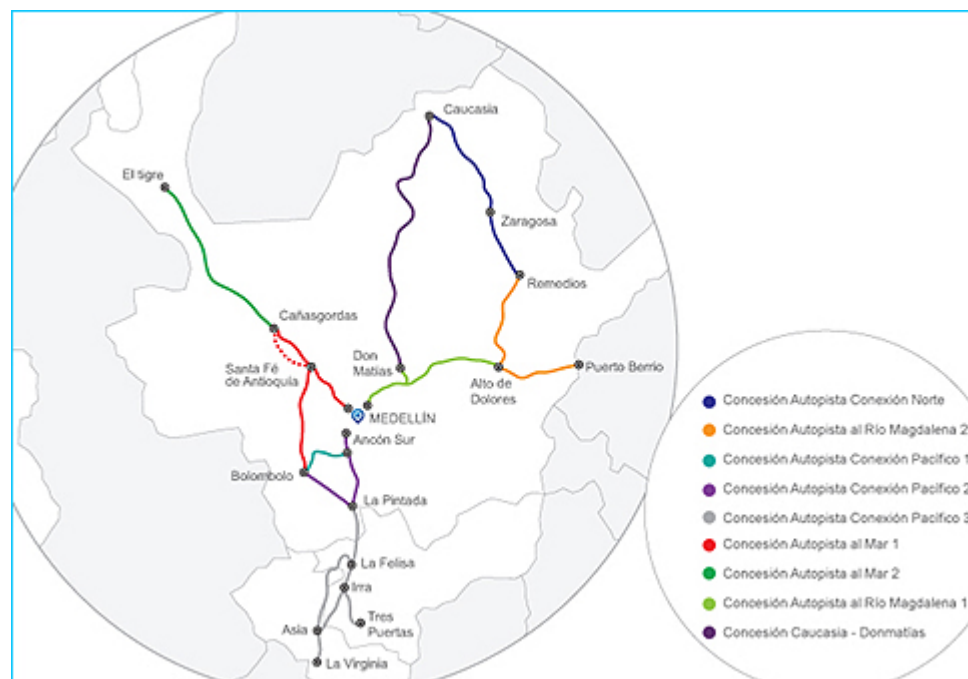 Caucasia
El tigre
Zaragosa
Remedios
Cañasgordas
Santa Fé
de Antioquía
Don
Matías
Alto de
Dolores
Puerto Berrío
MEDELLÍN
Ancón Sur
Bolombolo
La Pintada
La Felisa
Irra
Tres
Puertas
Asia
La Virginia
Concesión Autopista Conexión Norte
Concesión Autopista al Río Magdalena 2
Concesión Autopista Conexión Pacífico 1
Concesión Autopista Conexión Pacífico 2
Concesión Autopista Conexión Pacífico 3
Concesión Autopista al Mar 1
Concesión Autopista al Mar 2
Concesión Autopista al Río Magdalena 1
Concesión Caucasia - Donmatías